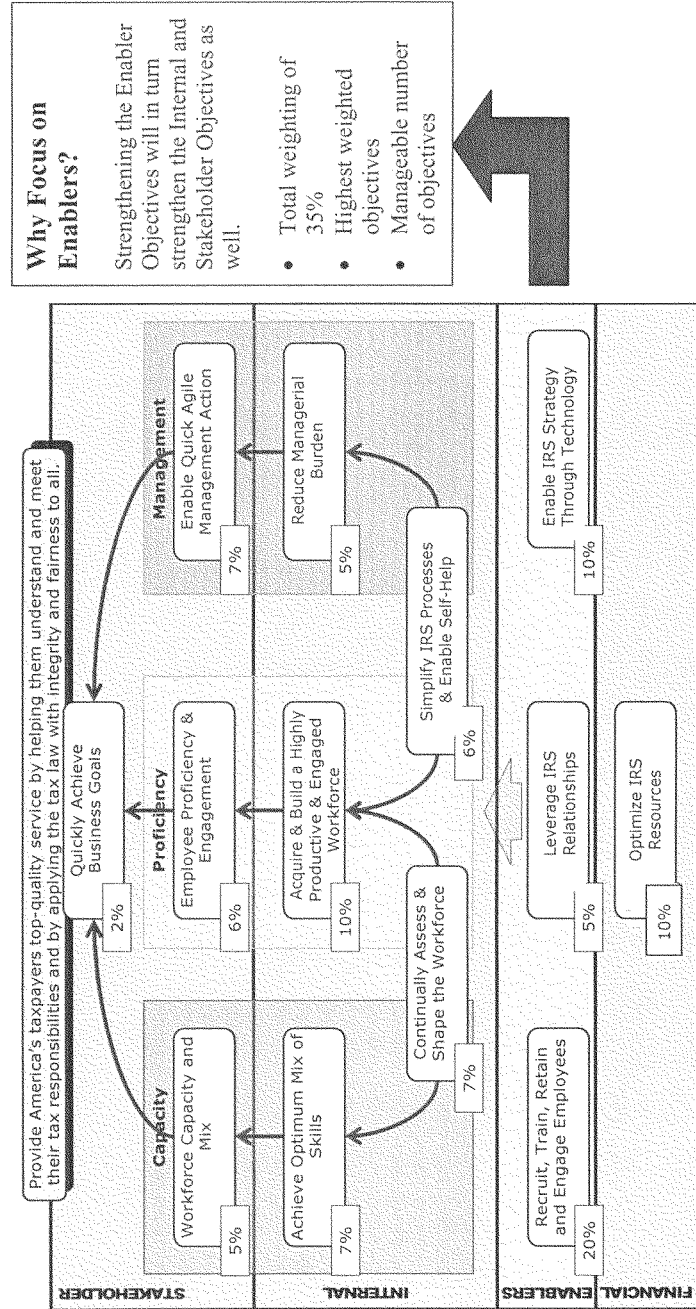 Provide America's taxpayers top-quality service by helping them understand and meet
their tax responsibilities and by applying the tax law with integrity and fairness to all.
STAKEHOLDER
Quickly Achieve
Business Goals
2%
Capacity
Workforce Capacity and
Mix
5%
Proficiency
Employee Proficiency &
Engagement
6%
Management
Enable Quick Agile
Management Action
7%
INTERNAL
Achieve Optimum Mix of
Skills
7%
Acquire & Build a Highly
Productive & Engaged
Workforce
10%
Reduce Managerial
Burden
5%
Continually Assess &
Shape the Workforce
7%
Simplify IRS Processes
& Enable Self-Help
6%
ENABLERS
Recruit, Train, Retain
and Engage Employees
20%
Leverage IRS
Relationships
5%
Enable IRS Strategy
Through Technology
10%
FINANCIAL
Optimize IRS
Resources
10%
Why Focus on
Enablers?
Strengthening the Enabler
Objectives will in turn
strengthen the Internal and
Stakeholder Objectives as
well.
• Total weighting of
35%
• Highest weighted
objectives
• Manageable number
of objectives